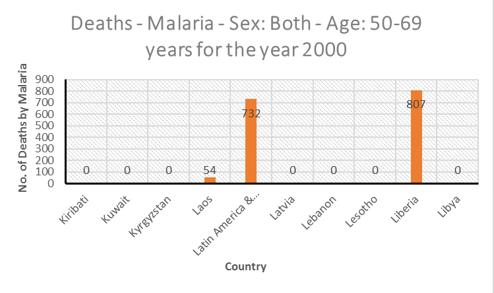 Deaths - Malaria - Sex: Both - Age: 50-69
years for the year 2000
No. of Deaths by Malaria
900
800
700
600
500
400
300
200
100
0
0
0
0
54
732
0
0
0
807
0
Kiribati
Kuwait
Kyrgyzstan
Laos
Latin America &...
Latvia
Lebanon
Lesotho
Liberia
Libya
Country